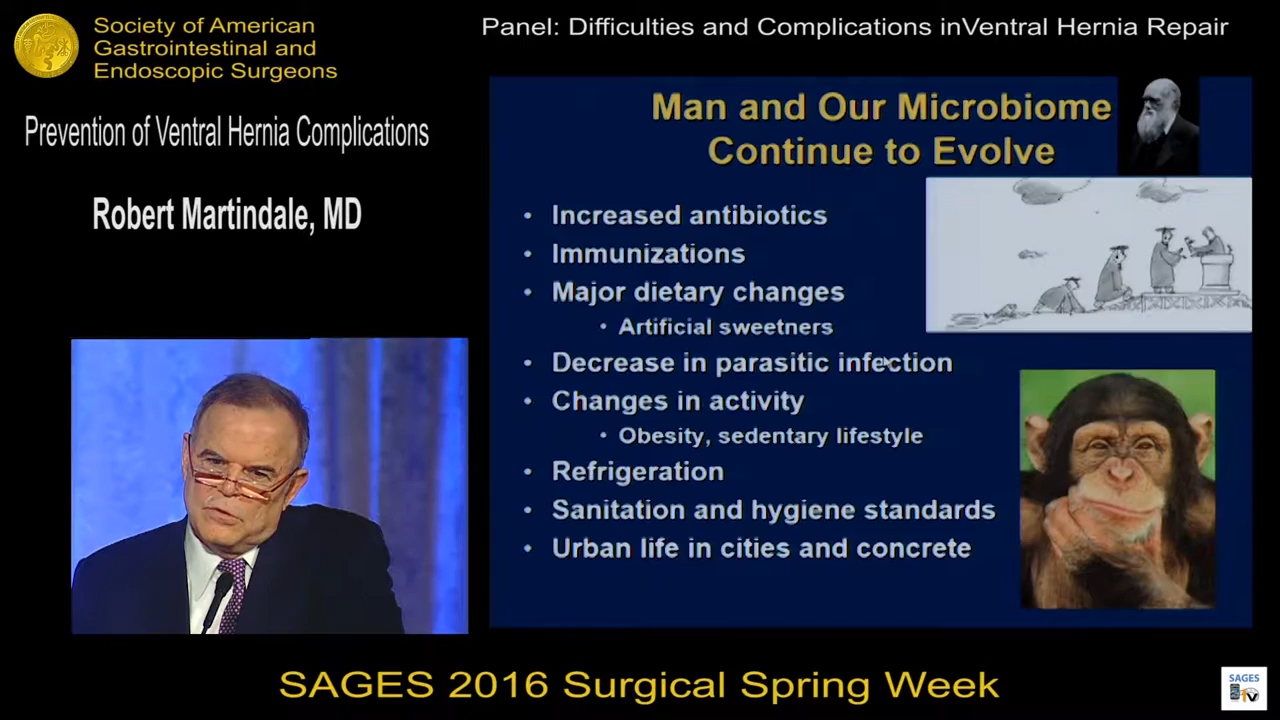 Society of American
Gastrointestinal and
Endoscopic Surgeons
Panel: Difficulties and Complications inVentral Hernia Repair
Prevention of Ventral Hernia Complications
Robert Martindale, MD
Man and Our Microbiome
Continue to Evolve
• Increased antibiotics
• Immunizations
• Major dietary changes
• Artificial sweetners
• Decrease in parasitic infection
• Changes in activity
• Obesity, sedentary lifestyle
• Refrigeration
• Sanitation and hygiene standards
• Urban life in cities and concrete
SAGES 2016 Surgical Spring Week
SAGES
tv